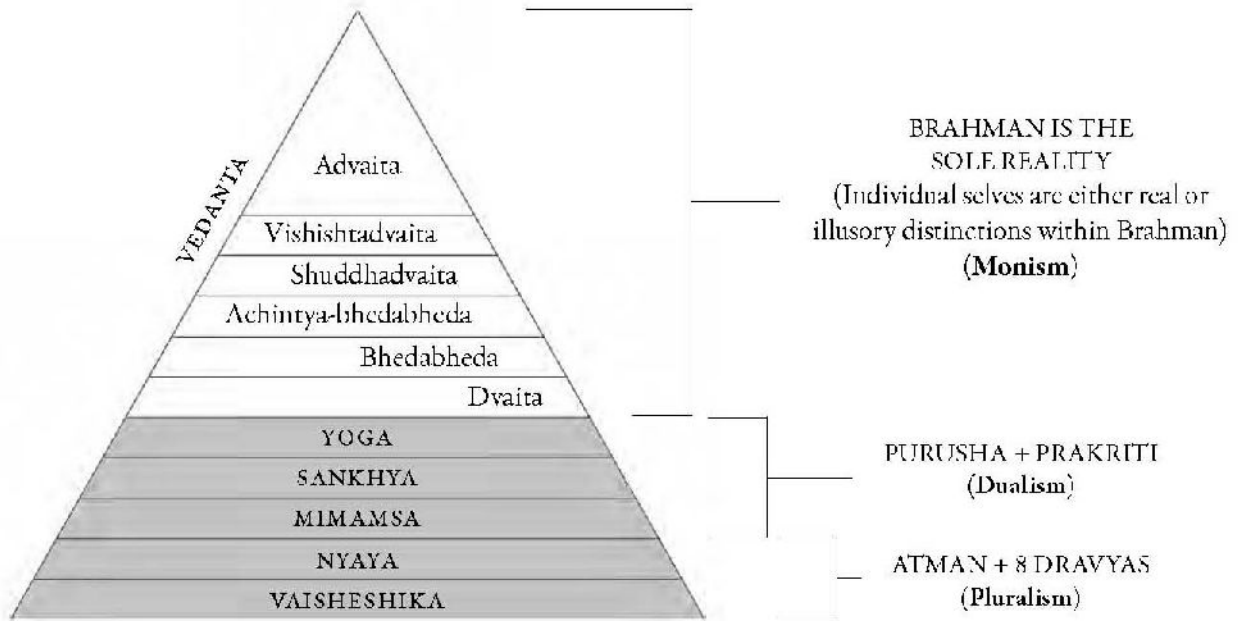 VEDANTA
Advaita
Vishishtadvaita
Shuddhadvaita
Achintya-bhedabheda
Bhedabheda
Dvaita
YOGA
SANKHYA
MIMAMSA
NYAYA
VAISHESHIKA
BRAHMAN IS THE
SOLE REALITY
(Individual selves are either real or
illusory distinctions within Brahman)
(Monism)
PURUSHA + PRAKRITI
(Dualism)
ATMAN + 8 DRAVYAS
(Pluralism)